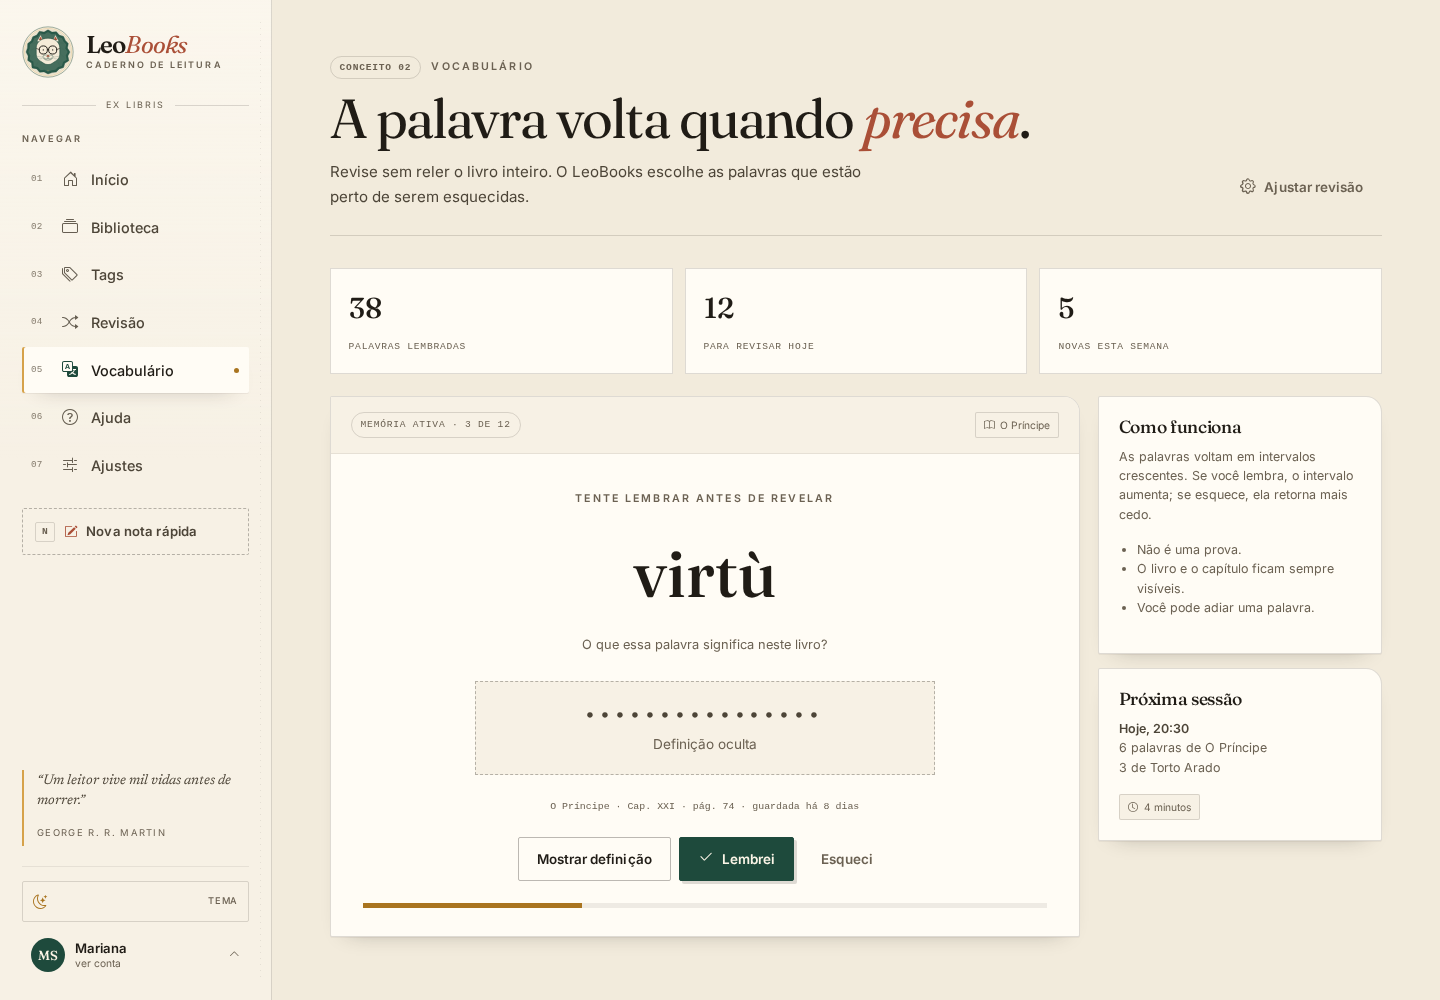 LeoBooks
CADERNO DE LEITURA
EX LIBRIS
NAVEGAR
01 Início
02 Biblioteca
03 Tags
04 Revisão
05 Vocabulário
06 Ajuda
07 Ajustes
N Nova nota rápida
“Um leitor vive mil vidas antes de
morrer.”
GEORGE R. R. MARTIN
TEMA
MS Mariana
ver conta
CONCEITO 02 VOCABULÁRIO
A palavra volta quando precisa.
Revise sem reler o livro inteiro. O LeoBooks escolhe as palavras que estão
perto de serem esquecidas.
Ajustar revisão
38
PALAVRAS LEMBRADAS
12
PARA REVISAR HOJE
5
NOVAS ESTA SEMANA
MEMÓRIA ATIVA · 3 DE 12
O Príncipe
TENTE LEMBRAR ANTES DE REVELAR
virtù
O que essa palavra significa neste livro?
• • • • • • • • • • • • • • • •
Definição oculta
O Príncipe · Cap. XXI · pág. 74 · guardada há 8 dias
Mostrar definição
Lembrei
Esqueci
Como funciona
As palavras voltam em intervalos
crescentes. Se você lembra, o intervalo
aumenta; se esquece, ela retorna mais
cedo.
• Não é uma prova.
• O livro e o capítulo ficam sempre
visíveis.
• Você pode adiar uma palavra.
Próxima sessão
Hoje, 20:30
6 palavras de O Príncipe
3 de Torto Arado
4 minutos